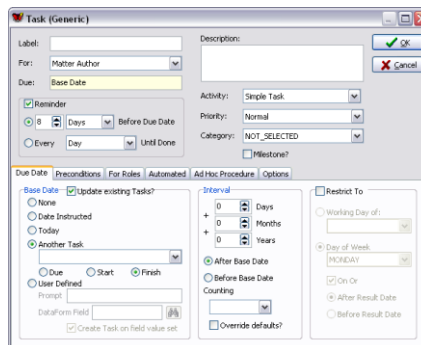 Task (Generic)
Label:
Description:
OK
For: Matter Author
Cancel
Due: Base Date
Reminder
Activity: Simple Task
8 Days Before Due Date
Priority: Normal
Every Day Until Done
Category: NOT_SELECTED
Milestone?
Due Date Preconditions For Roles Automated Ad Hoc Procedure Options
Base Date Update existing Tasks? Interval Restrict To
None
+ 0 Days
Working Day of:
Date Instructed
+ 0 Months
Today
+ 0 Years
Another Task
Day of Week
After Base Date
MONDAY
Due Start Finish
Before Base Date
On Or
User Defined
Counting
After Result Date
Prompt
Before Result Date
DataForm Field
Override defaults?
Create Task on field value set